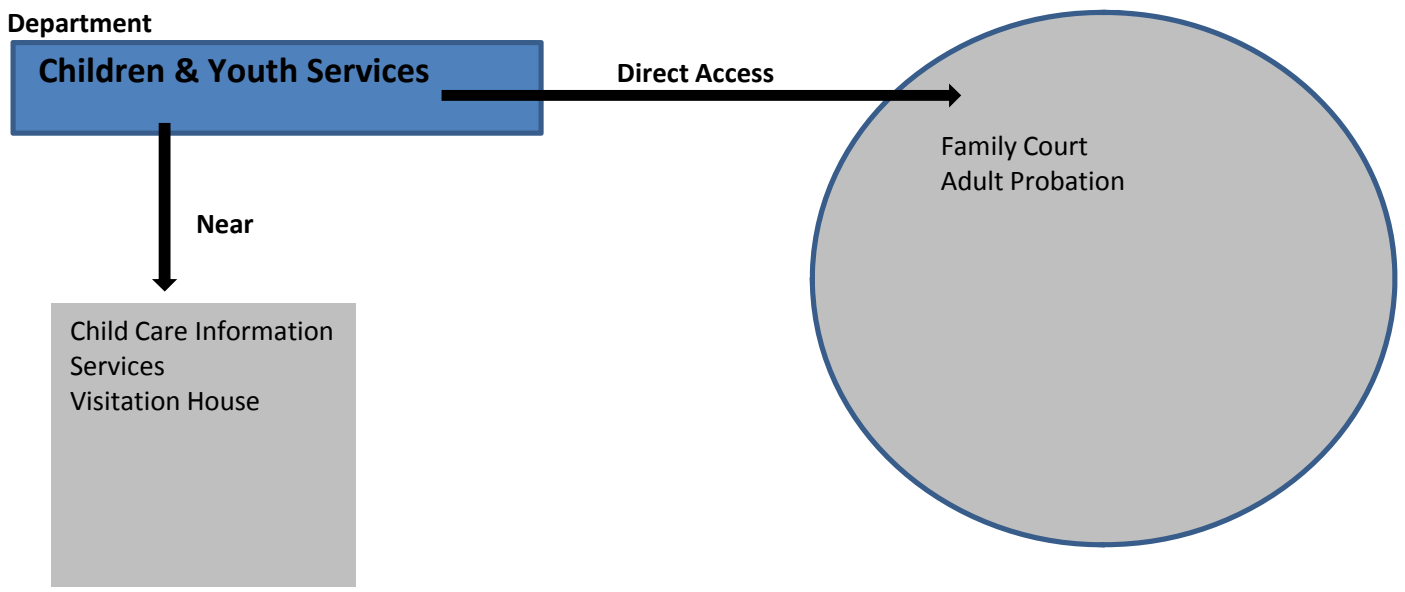 Department
Children & Youth Services
Direct Access
Family Court
Adult Probation
Near
Child Care Information
Services
Visitation House